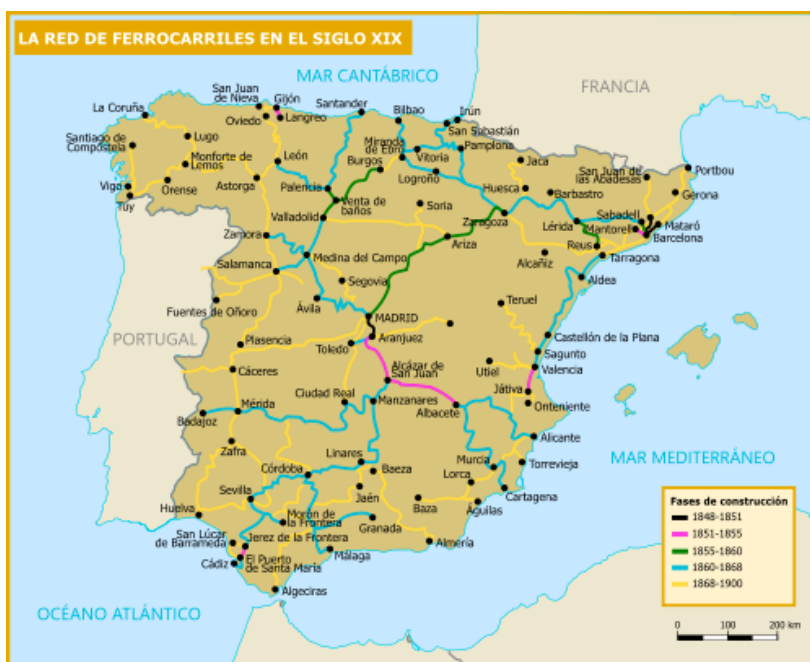 LA RED DE FERROCARRILES EN EL SIGLO XIX
MAR CANTÁBRICO
FRANCIA
San Juan
de Nieva
Gijón
La Coruña
Santander
Bilbao
Irún
Oviedo
Langreo
San Subastián
Santiago de
Compostela
Lugo
Miranda
de Ebro
Vitoria
Pamplona
Monforte de
Lemos
León
Burgos
Logroño
Jaca
San Juan de
las Abadesas
Portbou
Vigo
Orense
Astorga
Palencia
Huesca
Barbastro
Gerona
Tuy
Venta de
baños
Soria
Valladolid
Zaragoza
Sabadell
Lérida
Mantorell
Mataró
Zamora
Ariza
Reus
Barcelona
Medina del Campo
Alcañiz
Tarragona
Salamanca
Segovia
Aldea
Fuentes de Oñoro
Ávila
Teruel
MADRID
PORTUGAL
Plasencia
Toledo
Aranjuez
Castellón de la Plana
Sagunto
Cáceres
Alcázar de
San Juan
Utiel
Valencia
Ciudad Real
Manzanares
Játiva
Badajoz
Mérida
Albacete
Onteniente
Zafra
Alicante
MAR MEDITERRÁNEO
Linares
Murcia
Torrevieja
Córdoba
Baeza
Lorca
Sevilla
Jaén
Cartagena
Huelva
Morón de
la Frontera
Baza
Aguilas
San Lúcar
de Barrameda
Jerez de la Frontera
Granada
Almería
Cádiz
El Puerto
de Santa María
Málaga
Algeciras
OCÉANO ATLÁNTICO
Fases de construcción
1848-1851
1851-1855
1855-1860
1860-1868
1868-1900
0 100 200 km